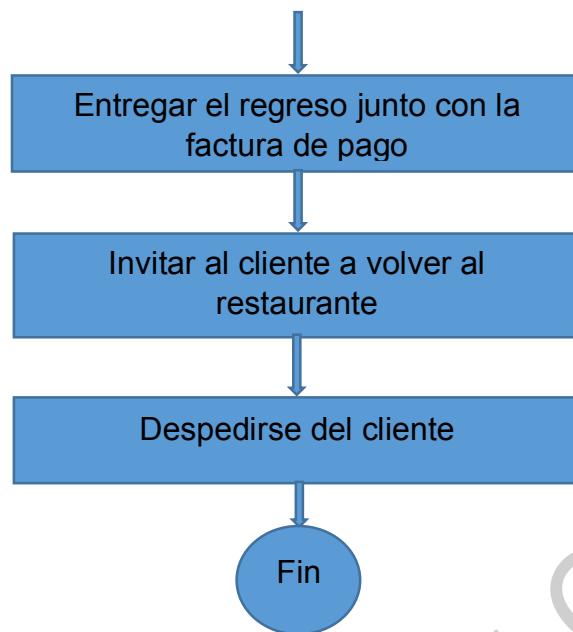 Entregar el regreso junto con la
factura de pago
Invitar al cliente a volver al
restaurante
Despedirse del cliente
Fin